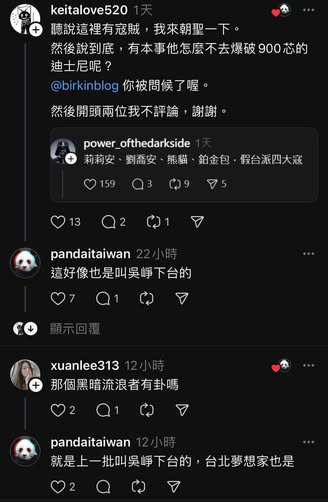 keitalove520 1天
聽說這裡有寇賊，我來朝聖一下。
然後說到底，有本事他怎麼不去爆破900芯的
迪士尼呢？
@birkinblog 你被問候了喔。
然後開頭兩位我不評論，謝謝。
power_ofthedarkside 1天
莉莉安、劉喬安、熊貓、鉑金包，假台派四大寇
159 3 9 5
13 2 1
pandaitaiwan 22小時
這好像也是叫吳崢下台的
7 1
顯示回覆
xuanlee313 12小時
那個黑暗流浪者有卦嗎
2 1
pandaitaiwan 12小時
就是上一批叫吳崢下台的，台北夢想家也是
2